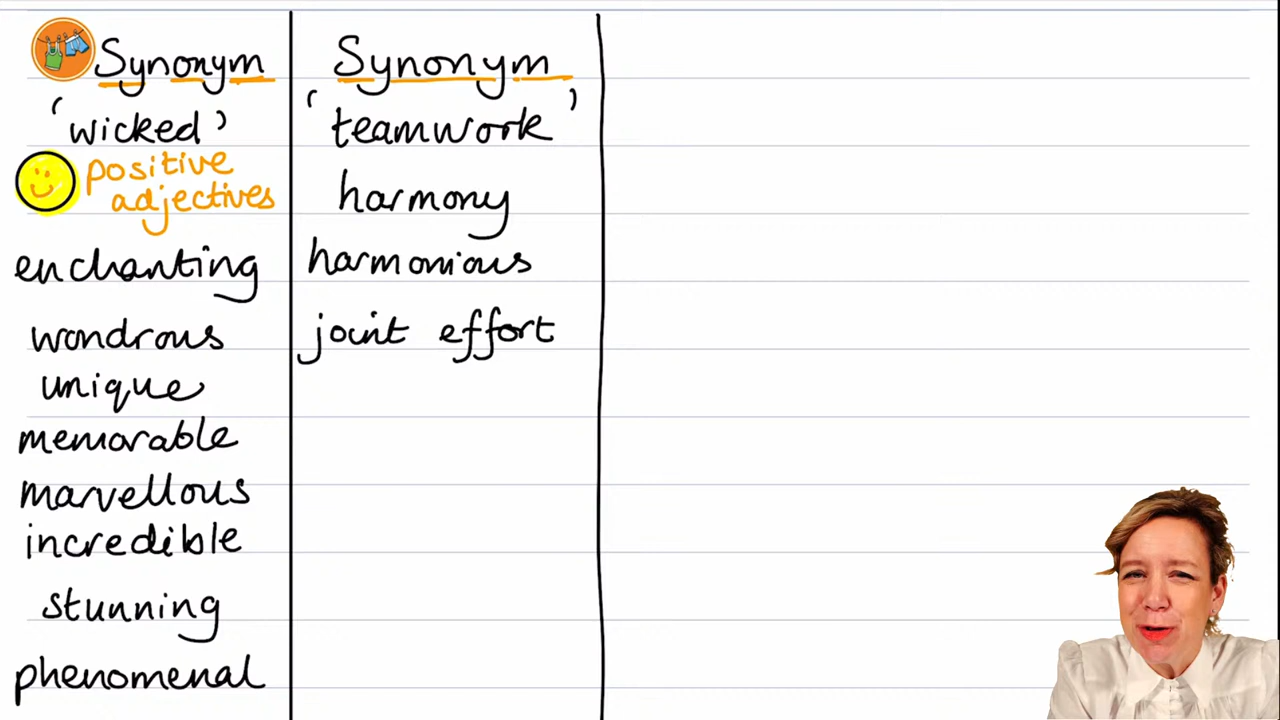 Synonym
'wicked'
positive
adjectives
enchanting
wondrous
unique
memorable
marvellous
incredible
stunning
phenomenal
Synonym
'teamwork'
harmony
harmonious
joint effort